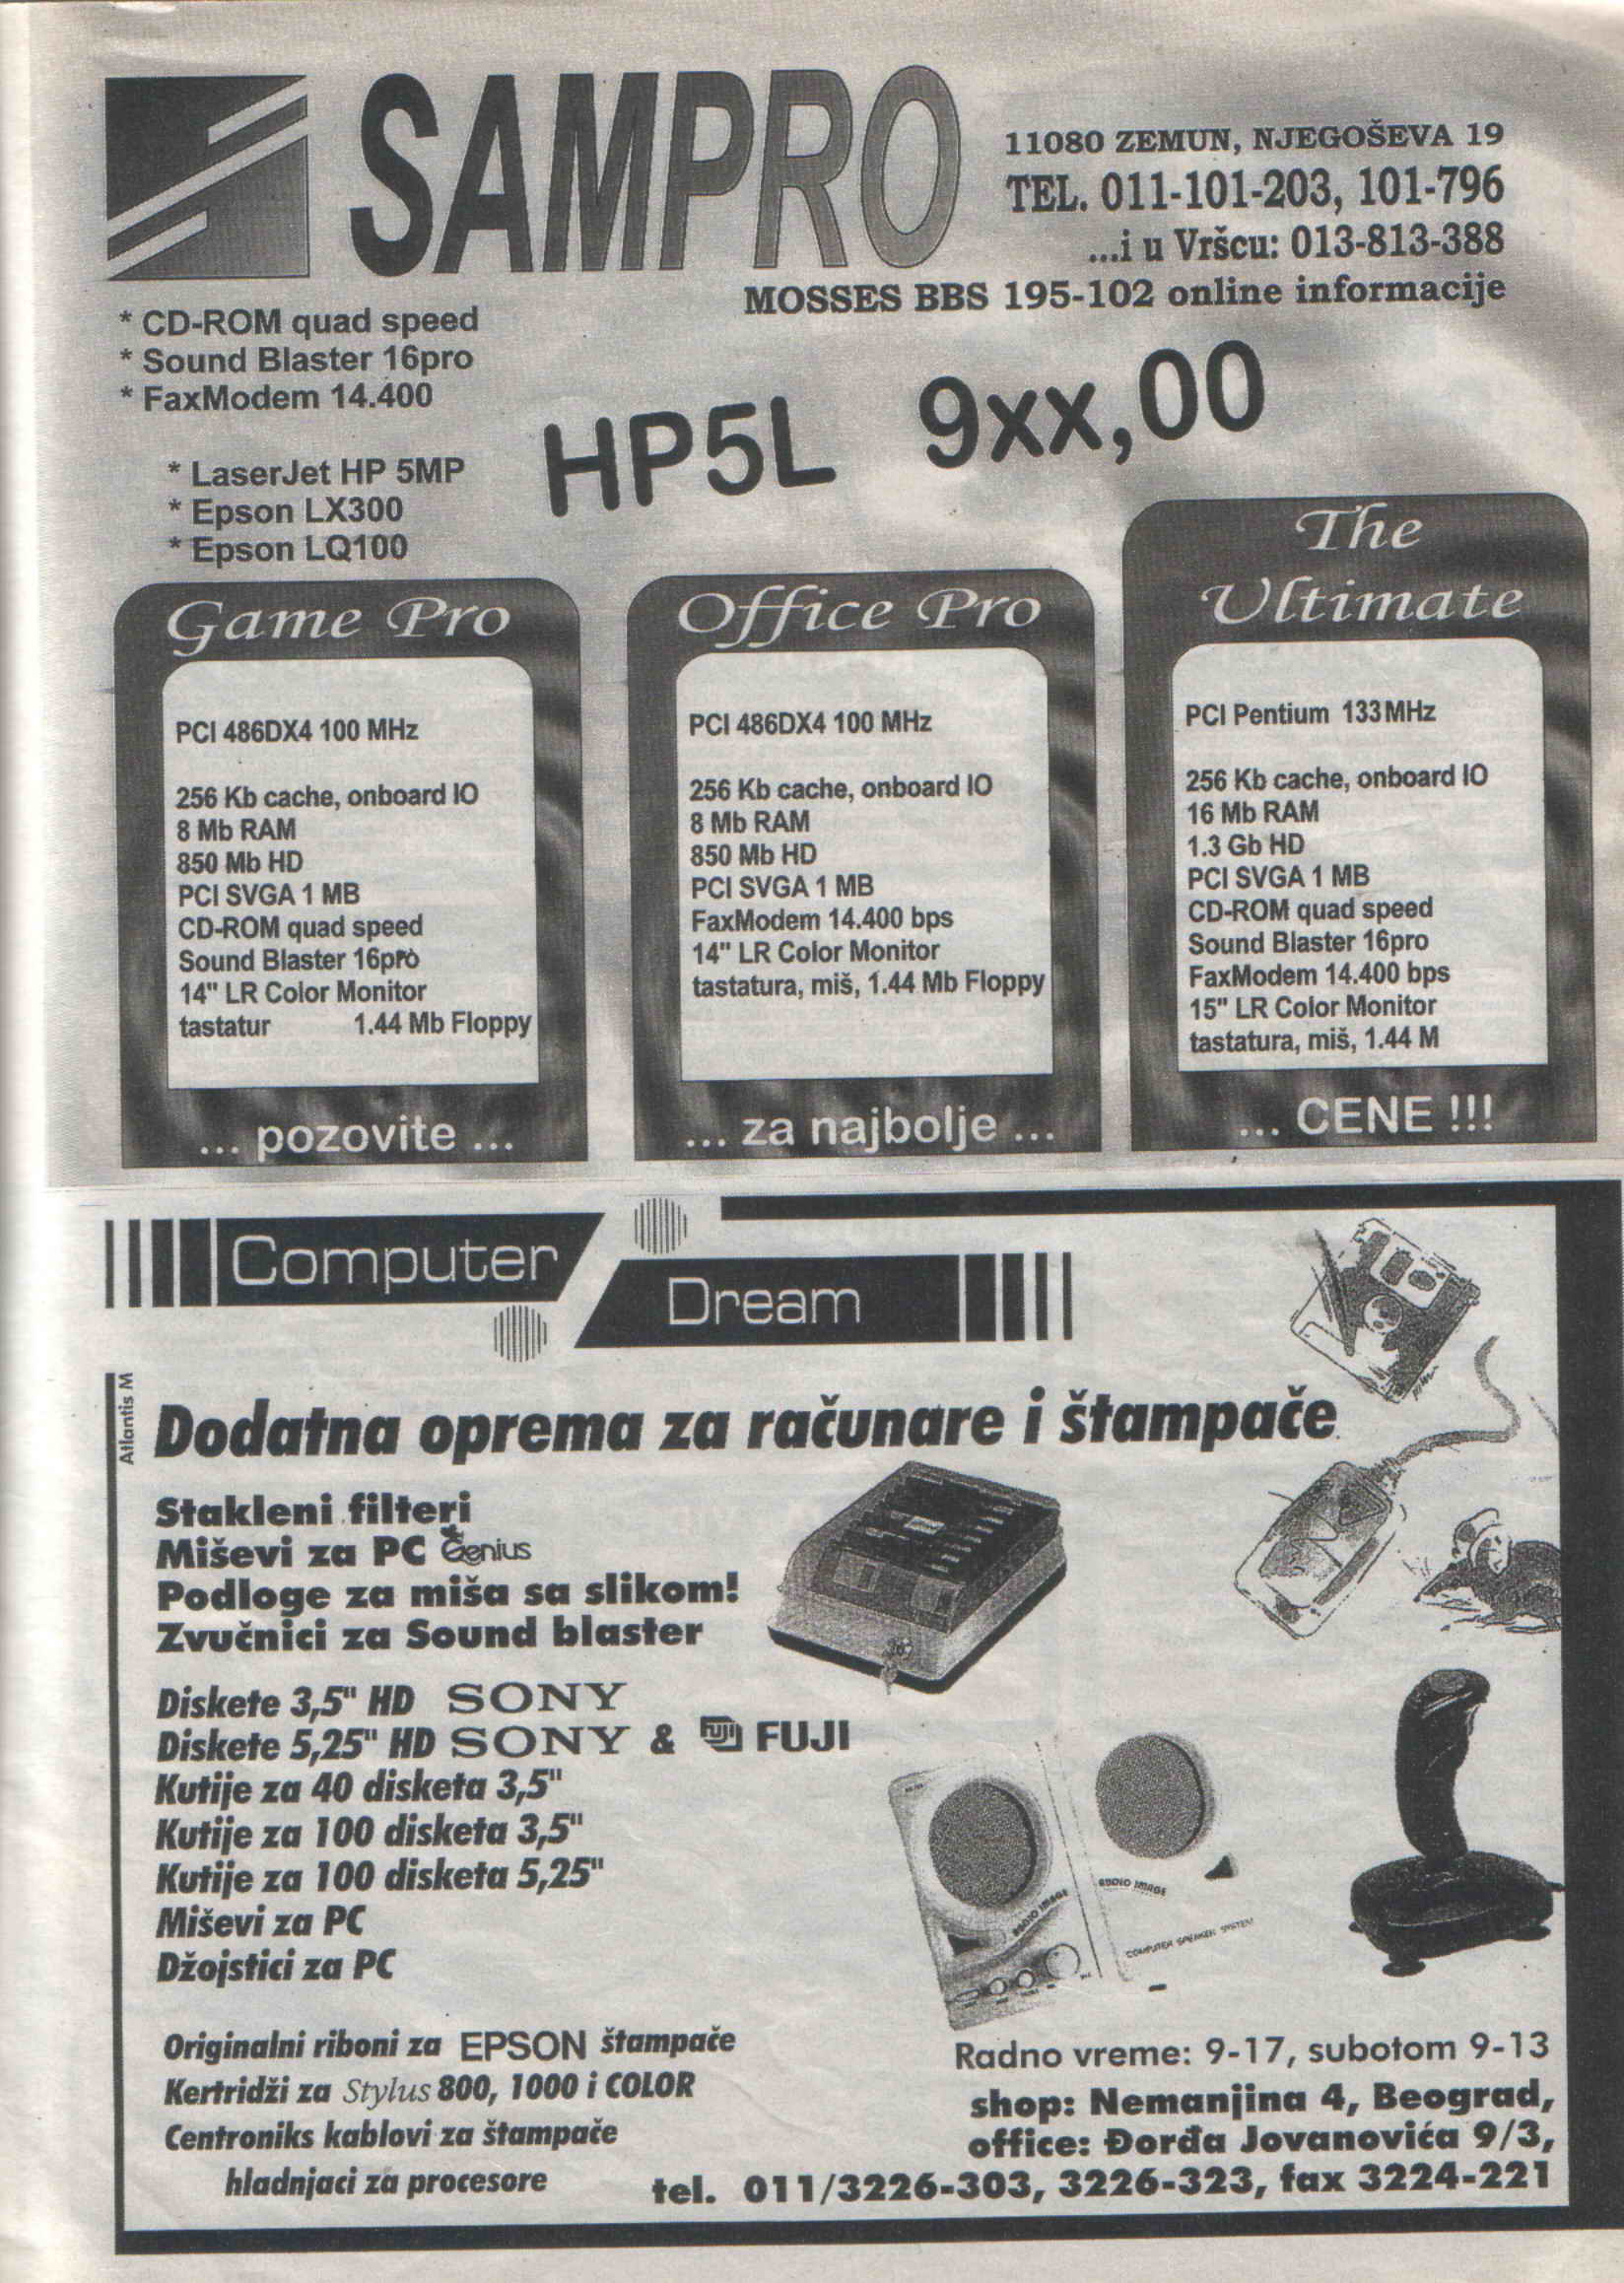 SAMPRO
11080 ZEMUN, NJEGOŠEVA 19
TEL. 011-101-203, 101-796
...i u Vršcu: 013-813-388
MOSSES BBS 195-102 online informacije
* CD-ROM quad speed
* Sound Blaster 16pro
* FaxModem 14.400
* LaserJet HP 5MP
* Epson LX300
* Epson LQ100
HP5L 9xx,00
Game Pro
PCI 486DX4 100 MHz
256 Kb cache, onboard IO
8 Mb RAM
850 Mb HD
PCI SVGA 1 MB
CD-ROM quad speed
Sound Blaster 16pro
14" LR Color Monitor
tastatur 1.44 Mb Floppy
... pozovite ...
Office Pro
PCI 486DX4 100 MHz
256 Kb cache, onboard IO
8 Mb RAM
850 Mb HD
PCI SVGA 1 MB
FaxModem 14.400 bps
14" LR Color Monitor
tastatura, miš, 1.44 Mb Floppy
... za najbolje ...
The
Ultimate
PCI Pentium 133MHz
256 Kb cache, onboard IO
16 Mb RAM
1.3 Gb HD
PCI SVGA 1 MB
CD-ROM quad speed
Sound Blaster 16pro
FaxModem 14.400 bps
15" LR Color Monitor
tastatura, miš, 1.44 M
... CENE !!!
Computer
Dream
Atlantis M
Dodatna oprema za računare i štampače
Stakleni filteri
Miševi za PC Genius
Podloge za miša sa slikom!
Zvučnici za Sound blaster
Diskete 3,5" HD SONY
Diskete 5,25" HD SONY & FUJI FUJI
Kutije za 40 disketa 3,5"
Kutije za 100 disketa 3,5"
Kutije za 100 disketa 5,25"
Miševi za PC
Džojstici za PC
RADIO IMAGE
RADIO IMAGE
COMPUTER SPEAKER SYSTEM
Originalni riboni za EPSON štampače
Kertridži za Stylus 800, 1000 i COLOR
Centroniks kablovi za štampače
hladnjaci za procesore
Radno vreme: 9-17, subotom 9-13
shop: Nemanjina 4, Beograd,
office: Đorđa Jovanovića 9/3,
tel. 011/3226-303, 3226-323, fax 3224-221